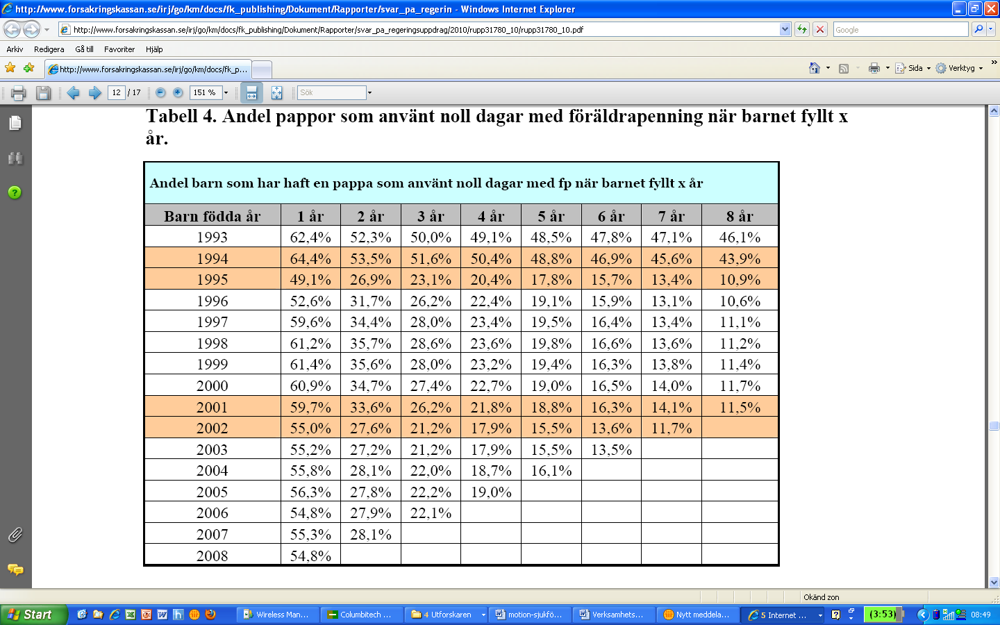 http://www.forsakringskassan.se/irj/go/km/docs/fk_publishing/Dokument/Rapporter/svar_pa_regerin - Windows Internet Explorer
http://www.forsakringskassan.se/irj/go/km/docs/fk_publishing/Dokument/Rapporter/svar_pa_regeringsuppdrag/2010/rupp31780_10/rupp31780_10.pdf
Google
Arkiv Redigera Gå till Favoriter Hjälp
http://www.forsakringskassan.se/irj/go/km/docs/fk_p... Sida Verktyg »
12 / 17 151 % Sök
Tabell 4. Andel pappor som använt noll dagar med föräldrapenning när barnet fyllt x
år.
Andel barn som har haft en pappa som använt noll dagar med fp när barnet fyllt x år
Barn födda år 1 år 2 år 3 år 4 år 5 år 6 år 7 år 8 år
1993 62,4% 52,3% 50,0% 49,1% 48,5% 47,8% 47,1% 46,1%
1994 64,4% 53,5% 51,6% 50,4% 48,8% 46,9% 45,6% 43,9%
1995 49,1% 26,9% 23,1% 20,4% 17,8% 15,7% 13,4% 10,9%
1996 52,6% 31,7% 26,2% 22,4% 19,1% 15,9% 13,1% 10,6%
1997 59,6% 34,4% 28,0% 23,4% 19,5% 16,4% 13,4% 11,1%
1998 61,2% 35,7% 28,6% 23,6% 19,8% 16,6% 13,6% 11,2%
1999 61,4% 35,6% 28,0% 23,2% 19,4% 16,3% 13,8% 11,4%
2000 60,9% 34,7% 27,4% 22,7% 19,0% 16,5% 14,0% 11,7%
2001 59,7% 33,6% 26,2% 21,8% 18,8% 16,3% 14,1% 11,5%
2002 55,0% 27,6% 21,2% 17,9% 15,5% 13,6% 11,7%
2003 55,2% 27,2% 21,2% 17,9% 15,5% 13,5%
2004 55,8% 28,1% 22,0% 18,7% 16,1%
2005 56,3% 27,8% 22,2% 19,0%
2006 54,8% 27,9% 22,1%
2007 55,3% 28,1%
2008 54,8%
Okänd zon
Start Wireless Man... Columbitech ... 4 Utforskaren motion-sjukfö... Verksamhets... Nytt meddela... 5 Internet ... (3:53) 08:49